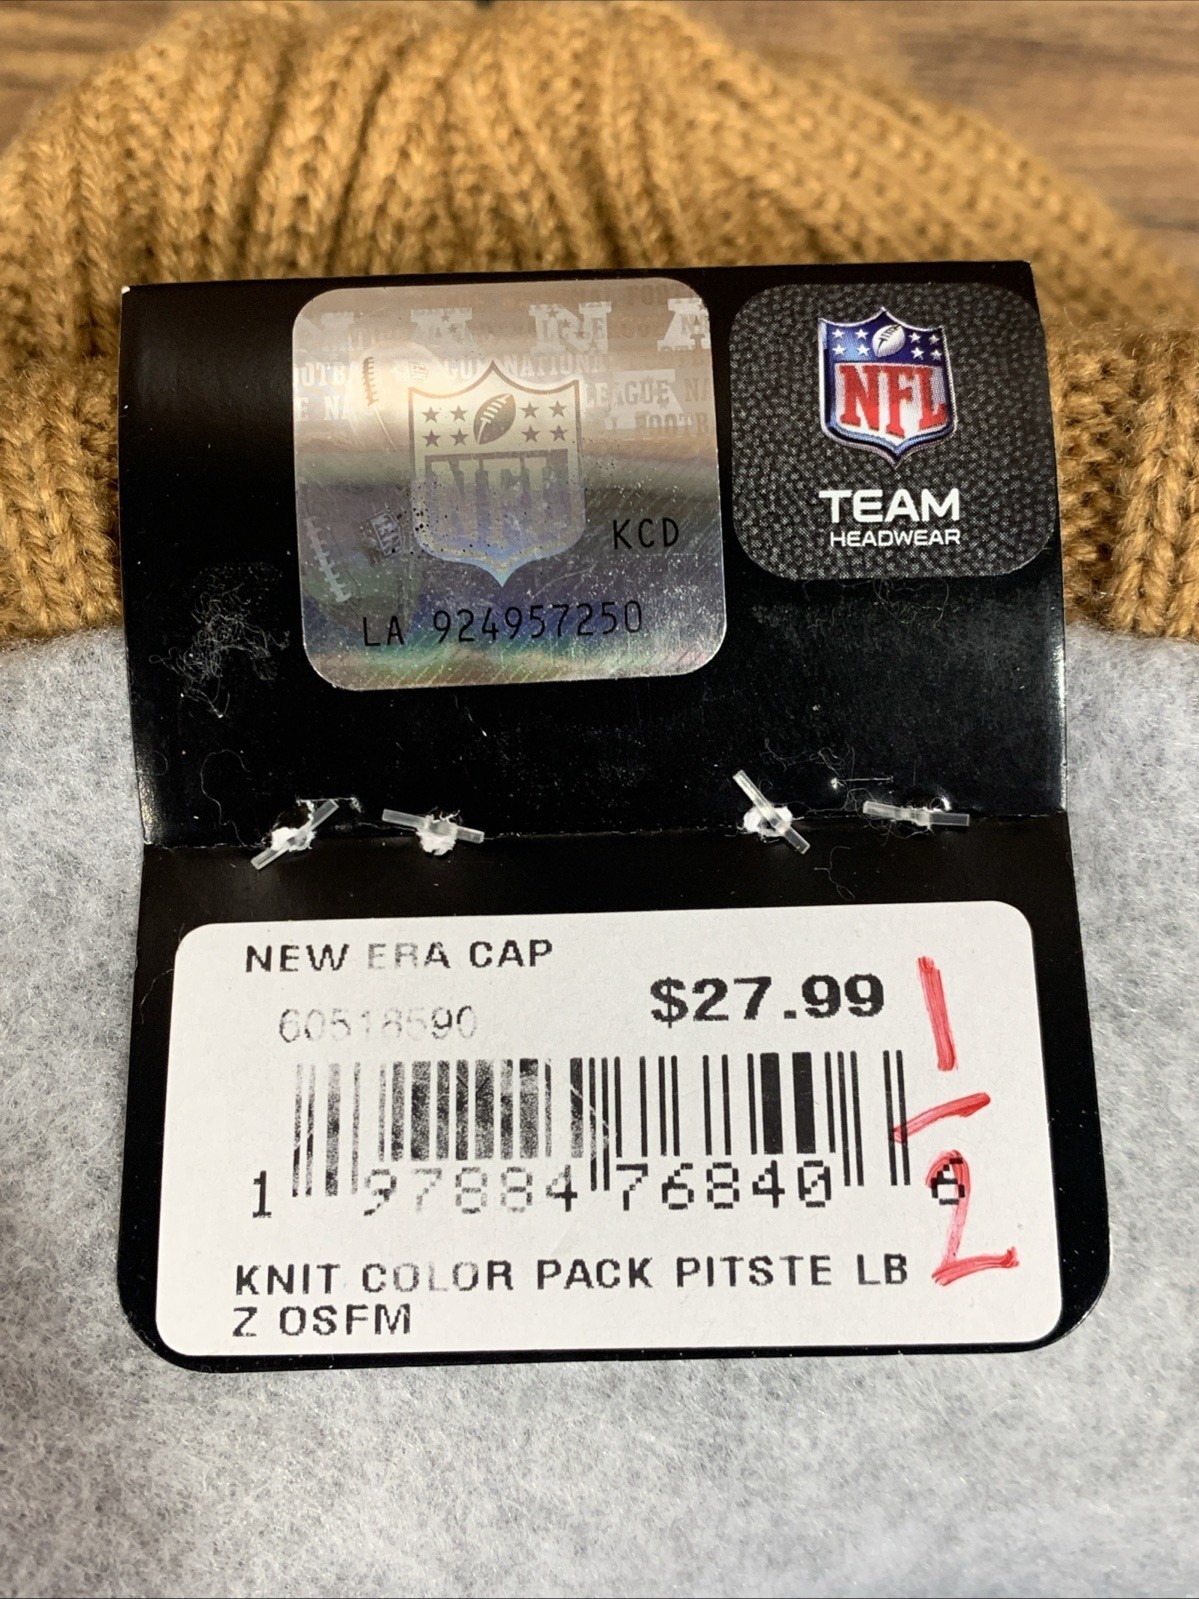 NFL
KCD
LA 924957250
NFL
TEAM
HEADWEAR
NEW ERA CAP
$27.99
60518590
1 97884 76840 6
KNIT COLOR PACK PITSTE LB
Z OSFM
1
-
2